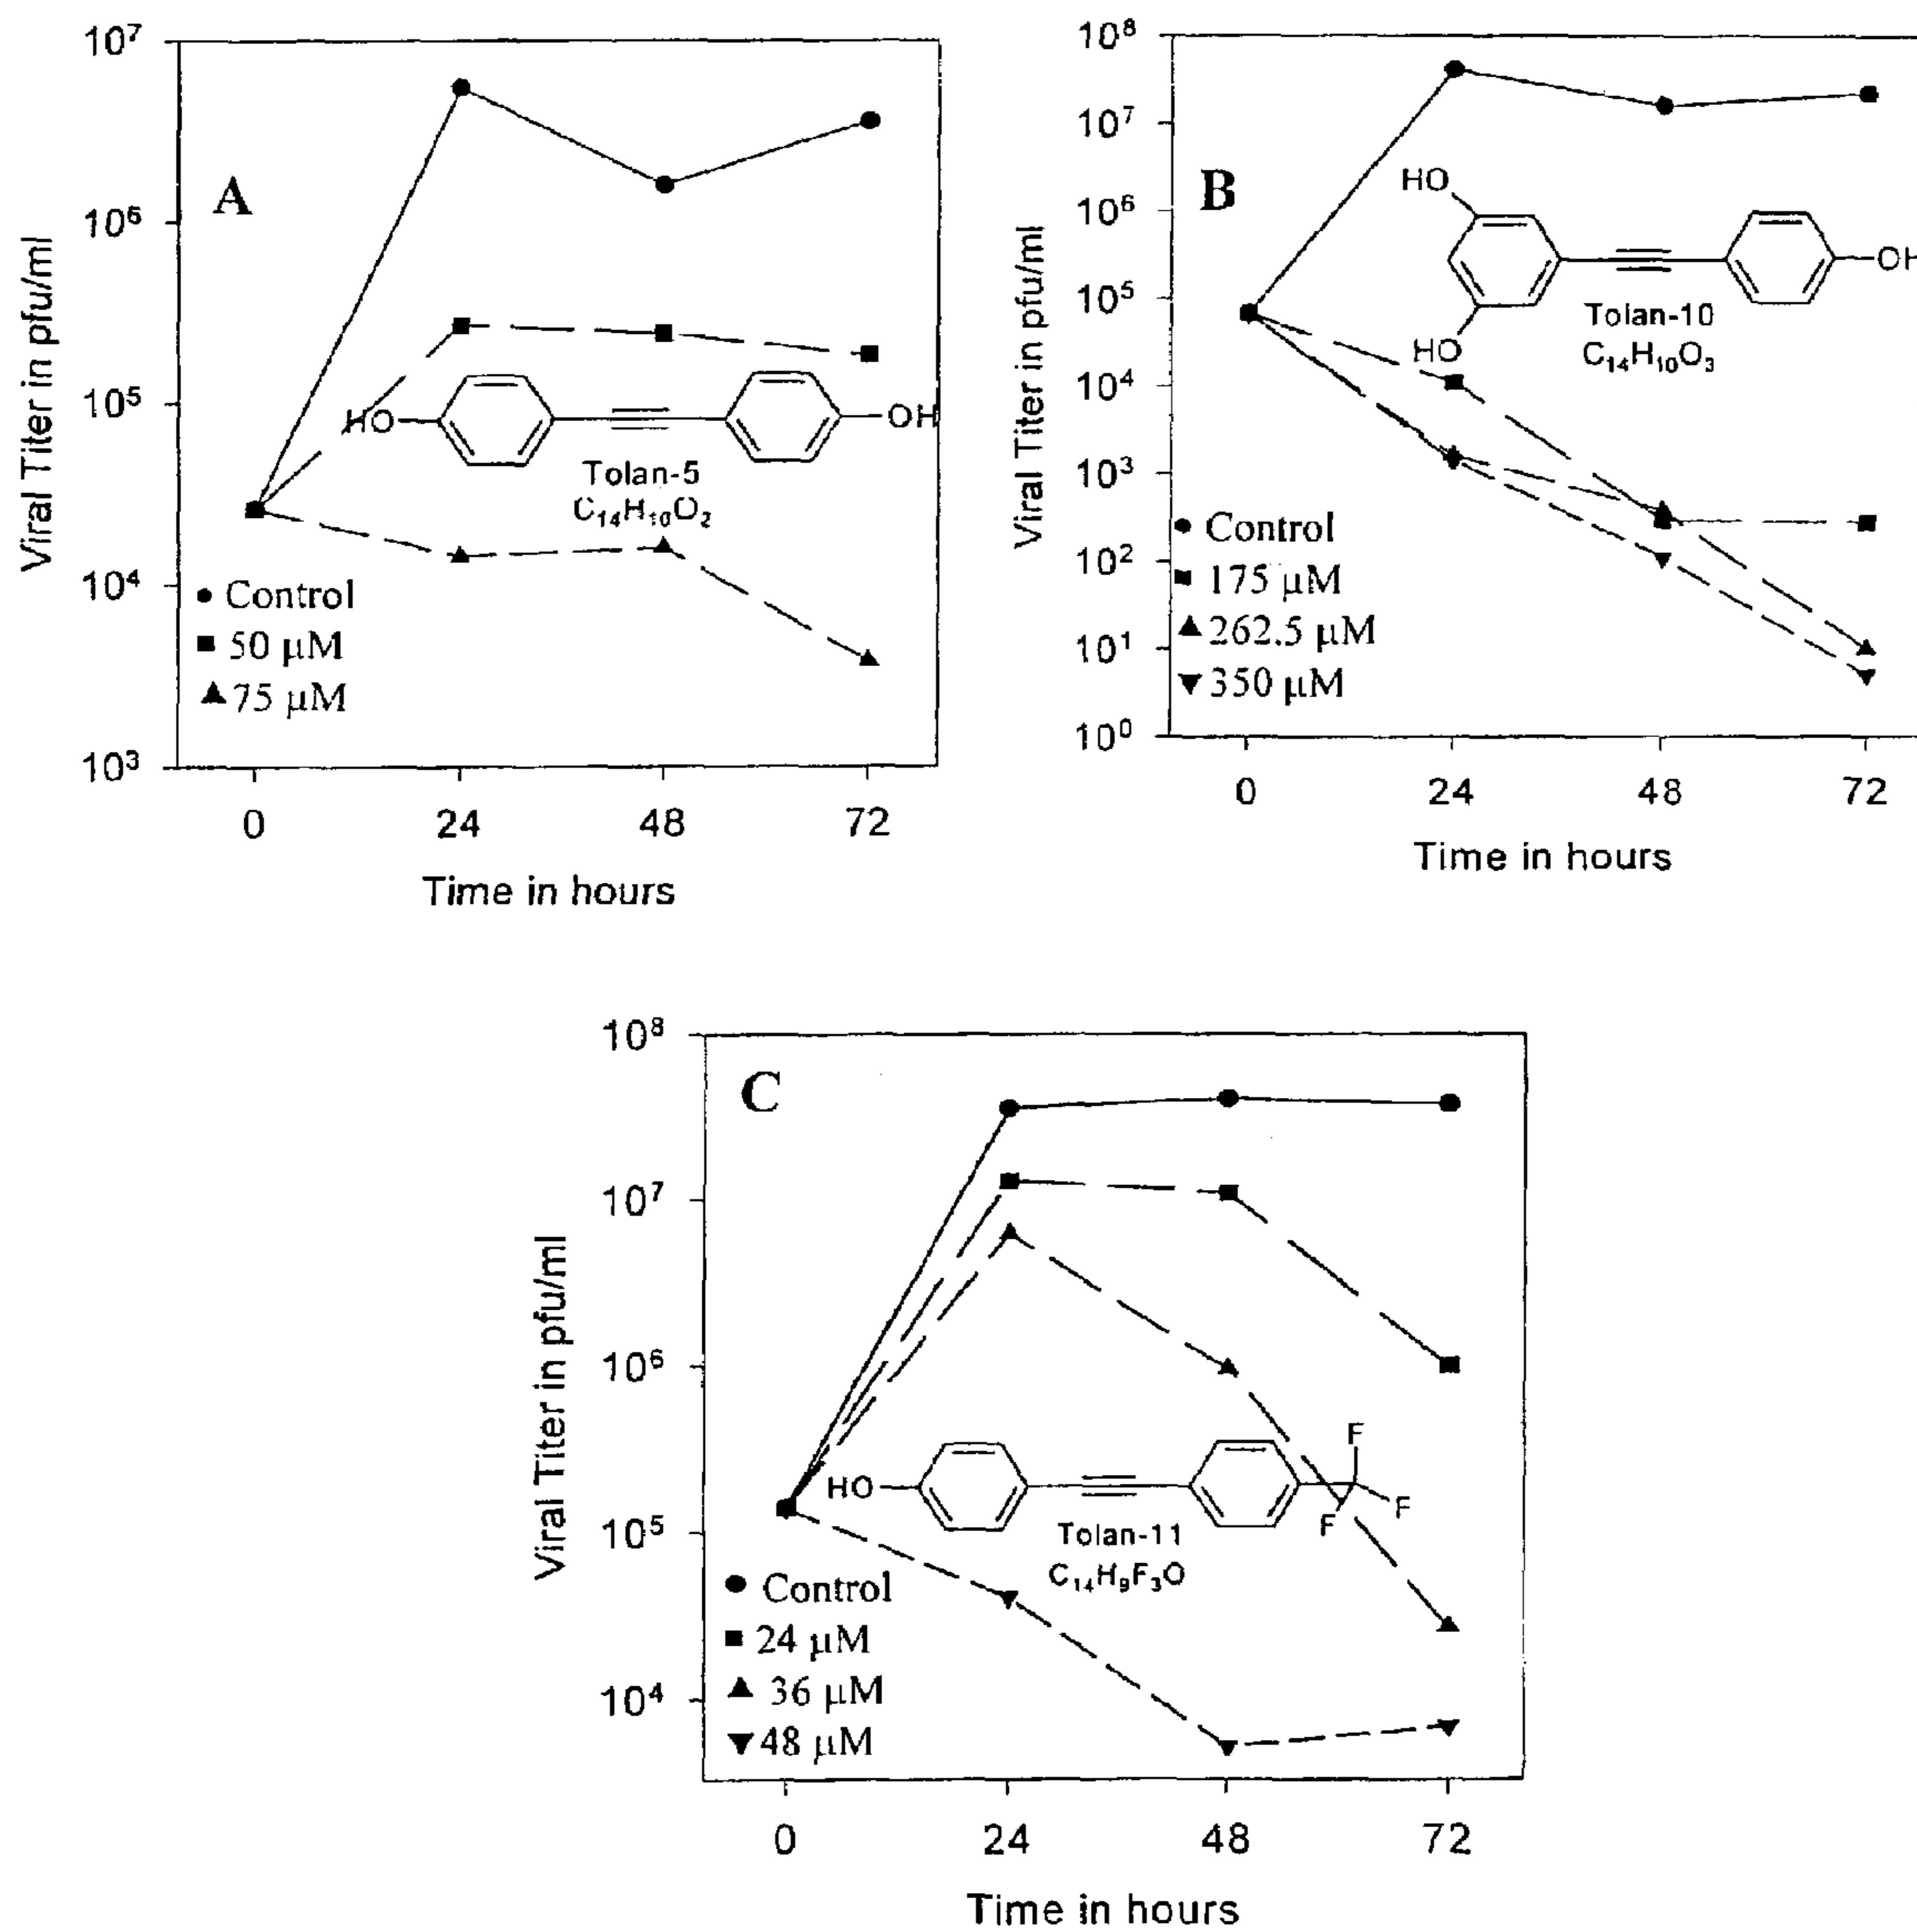 A
Viral Titer in pfu/ml
10⁷
10⁶
10⁵
10⁴
10³
HO
OH
Tolan-5
C₁₄H₁₀O₂
● Control
■ 50 μM
▲ 75 μM
0 24 48 72
Time in hours
B
Viral Titer in pfu/ml
10⁸
10⁷
10⁶
10⁵
10⁴
10³
10²
10¹
10⁰
HO
OH
HO
Tolan-10
C₁₄H₁₀O₃
● Control
■ 175 μM
▲ 262.5 μM
▼ 350 μM
0 24 48 72
Time in hours
C
Viral Titer in pfu/ml
10⁸
10⁷
10⁶
10⁵
10⁴
F
HO
F
F
Tolan-11
C₁₄H₉F₃O
● Control
■ 24 μM
▲ 36 μM
▼ 48 μM
0 24 48 72
Time in hours